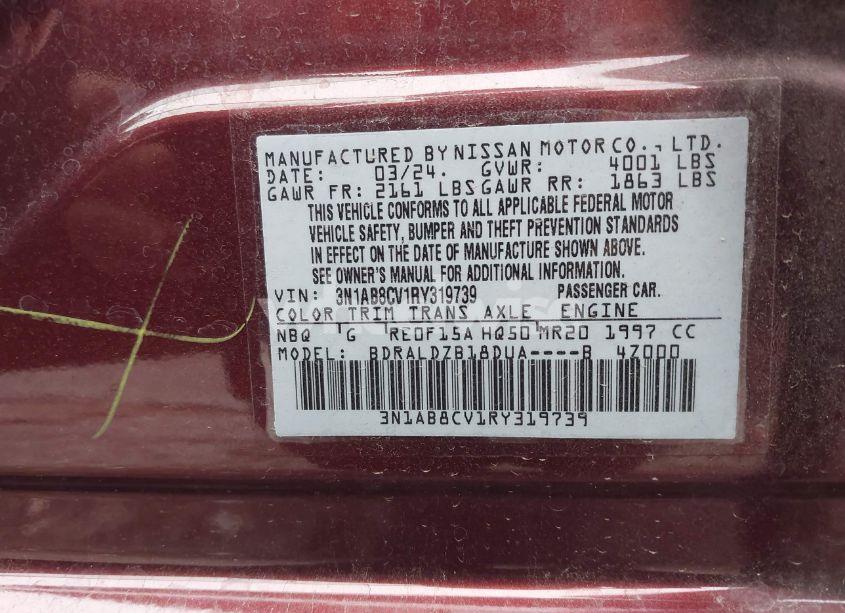 MANUFACTURED BY NISSAN MOTOR CO., LTD.
DATE: 03/24. GVWR: 4001 LBS
GAWR FR: 2161 LBS GAWR RR: 1863 LBS
THIS VEHICLE CONFORMS TO ALL APPLICABLE FEDERAL MOTOR
VEHICLE SAFETY, BUMPER AND THEFT PREVENTION STANDARDS
IN EFFECT ON THE DATE OF MANUFACTURE SHOWN ABOVE.
SEE OWNER'S MANUAL FOR ADDITIONAL INFORMATION.
VIN: 3N1AB8CV1RY319739 PASSENGER CAR.
COLOR TRIM TRANS AXLE ENGINE
NBQ G RE0F15A HQ50 MR20 1997 CC
MODEL: BDRALDZB18DUA----B 4Z000
3N1AB8CV1RY319739